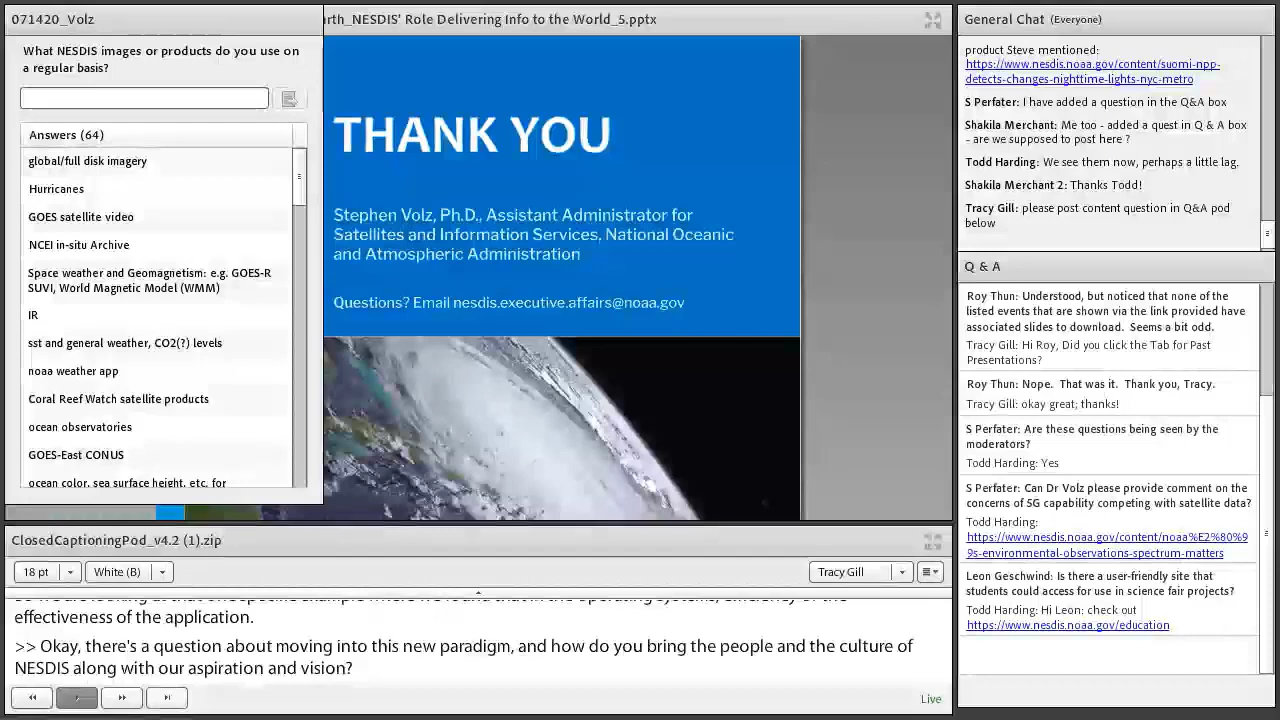 071420_Volz
arth_NESDIS' Role Delivering Info to the World_5.pptx
What NESDIS images or products do you use on
a regular basis?
Answers (64)
global/full disk imagery
Hurricanes
GOES satellite video
NCEI in-situ Archive
Space weather and Geomagnetism: e.g. GOES-R
SUVI, World Magnetic Model (WMM)
IR
sst and general weather, CO2(?) levels
noaa weather app
Coral Reef Watch satellite products
ocean observatories
GOES-East CONUS
ocean color, sea surface height, etc. for
THANK YOU
Stephen Volz, Ph.D., Assistant Administrator for
Satellites and Information Services, National Oceanic
and Atmospheric Administration
Questions? Email nesdis.executive.affairs@noaa.gov
ClosedCaptioningPod_v4.2 (1).zip
18 pt
White (B)
Tracy Gill
effectiveness of the application.
>> Okay, there's a question about moving into this new paradigm, and how do you bring the people and the culture of
NESDIS along with our aspiration and vision?
Live
General Chat (Everyone)
product Steve mentioned:
https://www.nesdis.noaa.gov/content/suomi-npp-
detects-changes-nighttime-lights-nyc-metro
S Perfater: I have added a question in the Q&A box
Shakila Merchant: Me too - added a quest in Q & A box
- are we supposed to post here ?
Todd Harding: We see them now, perhaps a little lag.
Shakila Merchant 2: Thanks Todd!
Tracy Gill: please post content question in Q&A pod
below
Q & A
Roy Thun: Understood, but noticed that none of the
listed events that are shown via the link provided have
associated slides to download. Seems a bit odd.
Tracy Gill: Hi Roy, Did you click the Tab for Past
Presentations?
Roy Thun: Nope. That was it. Thank you, Tracy.
Tracy Gill: okay great; thanks!
S Perfater: Are these questions being seen by the
moderators?
Todd Harding: Yes
S Perfater: Can Dr Volz please provide comment on the
concerns of 5G capability competing with satellite data?
Todd Harding:
https://www.nesdis.noaa.gov/content/noaa%E2%80%9
9s-environmental-observations-spectrum-matters
Leon Geschwind: Is there a user-friendly site that
students could access for use in science fair projects?
Todd Harding: Hi Leon: check out
https://www.nesdis.noaa.gov/education